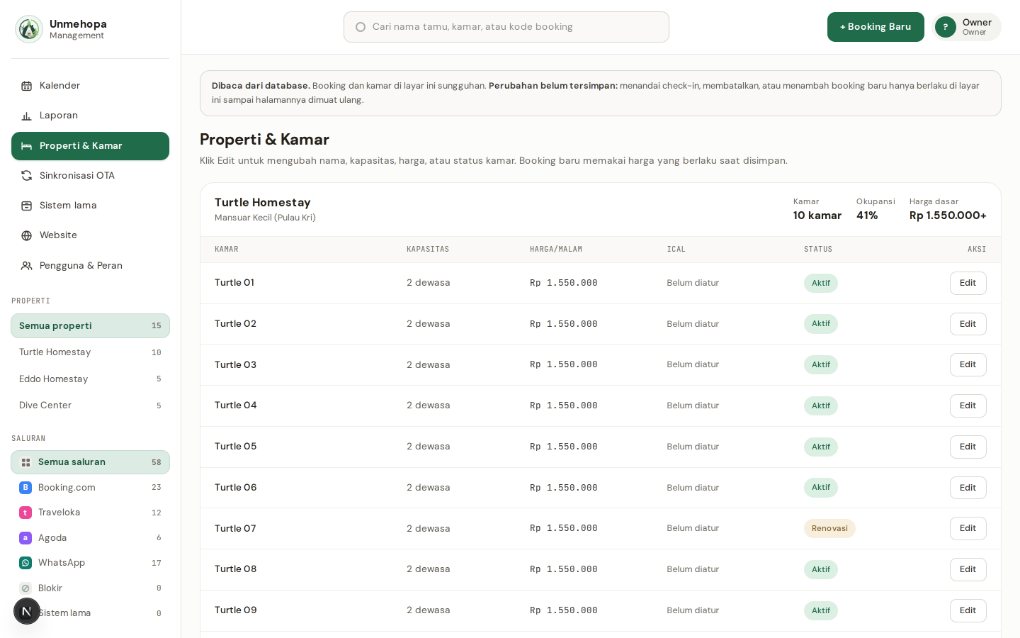 Unmehopa
Management
Cari nama tamu, kamar, atau kode booking
+ Booking Baru
?
Owner
Owner
Kalender
Laporan
Properti & Kamar
Sinkronisasi OTA
Sistem lama
Website
Pengguna & Peran
PROPERTI
Semua properti 15
Turtle Homestay 10
Eddo Homestay 5
Dive Center 5
SALURAN
Semua saluran 58
B Booking.com 23
t Traveloka 12
a Agoda 6
WhatsApp 17
Blokir 0
N Sistem lama 0
Dibaca dari database. Booking dan kamar di layar ini sungguhan. Perubahan belum tersimpan: menandai check-in, membatalkan, atau menambah booking baru hanya berlaku di layar
ini sampai halamannya dimuat ulang.
Properti & Kamar
Klik Edit untuk mengubah nama, kapasitas, harga, atau status kamar. Booking baru memakai harga yang berlaku saat disimpan.
Turtle Homestay
Mansuar Kecil (Pulau Kri)
Kamar Okupansi Harga dasar
10 kamar 41% Rp 1.550.000+
KAMAR KAPASITAS HARGA/MALAM ICAL STATUS AKSI
Turtle 01 2 dewasa Rp 1.550.000 Belum diatur Aktif Edit
Turtle 02 2 dewasa Rp 1.550.000 Belum diatur Aktif Edit
Turtle 03 2 dewasa Rp 1.550.000 Belum diatur Aktif Edit
Turtle 04 2 dewasa Rp 1.550.000 Belum diatur Aktif Edit
Turtle 05 2 dewasa Rp 1.550.000 Belum diatur Aktif Edit
Turtle 06 2 dewasa Rp 1.550.000 Belum diatur Aktif Edit
Turtle 07 2 dewasa Rp 1.550.000 Belum diatur Renovasi Edit
Turtle 08 2 dewasa Rp 1.550.000 Belum diatur Aktif Edit
Turtle 09 2 dewasa Rp 1.550.000 Belum diatur Aktif Edit